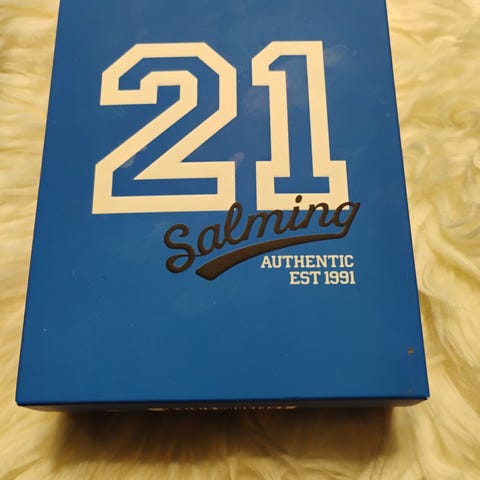 21
Salming
AUTHENTIC
EST 1991